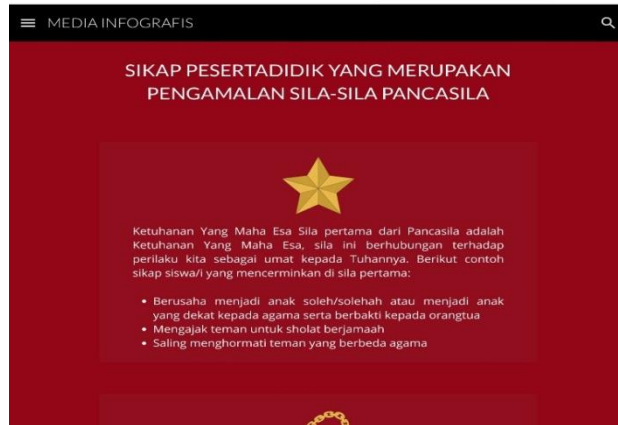 MEDIA INFOGRAFIS
SIKAP PESERTADIDIK YANG MERUPAKAN
PENGAMALAN SILA-SILA PANCASILA
Ketuhanan Yang Maha Esa Sila pertama dari Pancasila adalah
Ketuhanan Yang Maha Esa, sila ini berhubungan terhadap
perilaku kita sebagai umat kepada Tuhannya. Berikut contoh
sikap siswa/i yang mencerminkan di sila pertama:
• Berusaha menjadi anak soleh/solehah atau menjadi anak
yang dekat kepada agama serta berbakti kepada orangtua
• Mengajak teman untuk sholat berjamaah
• Saling menghormati teman yang berbeda agama